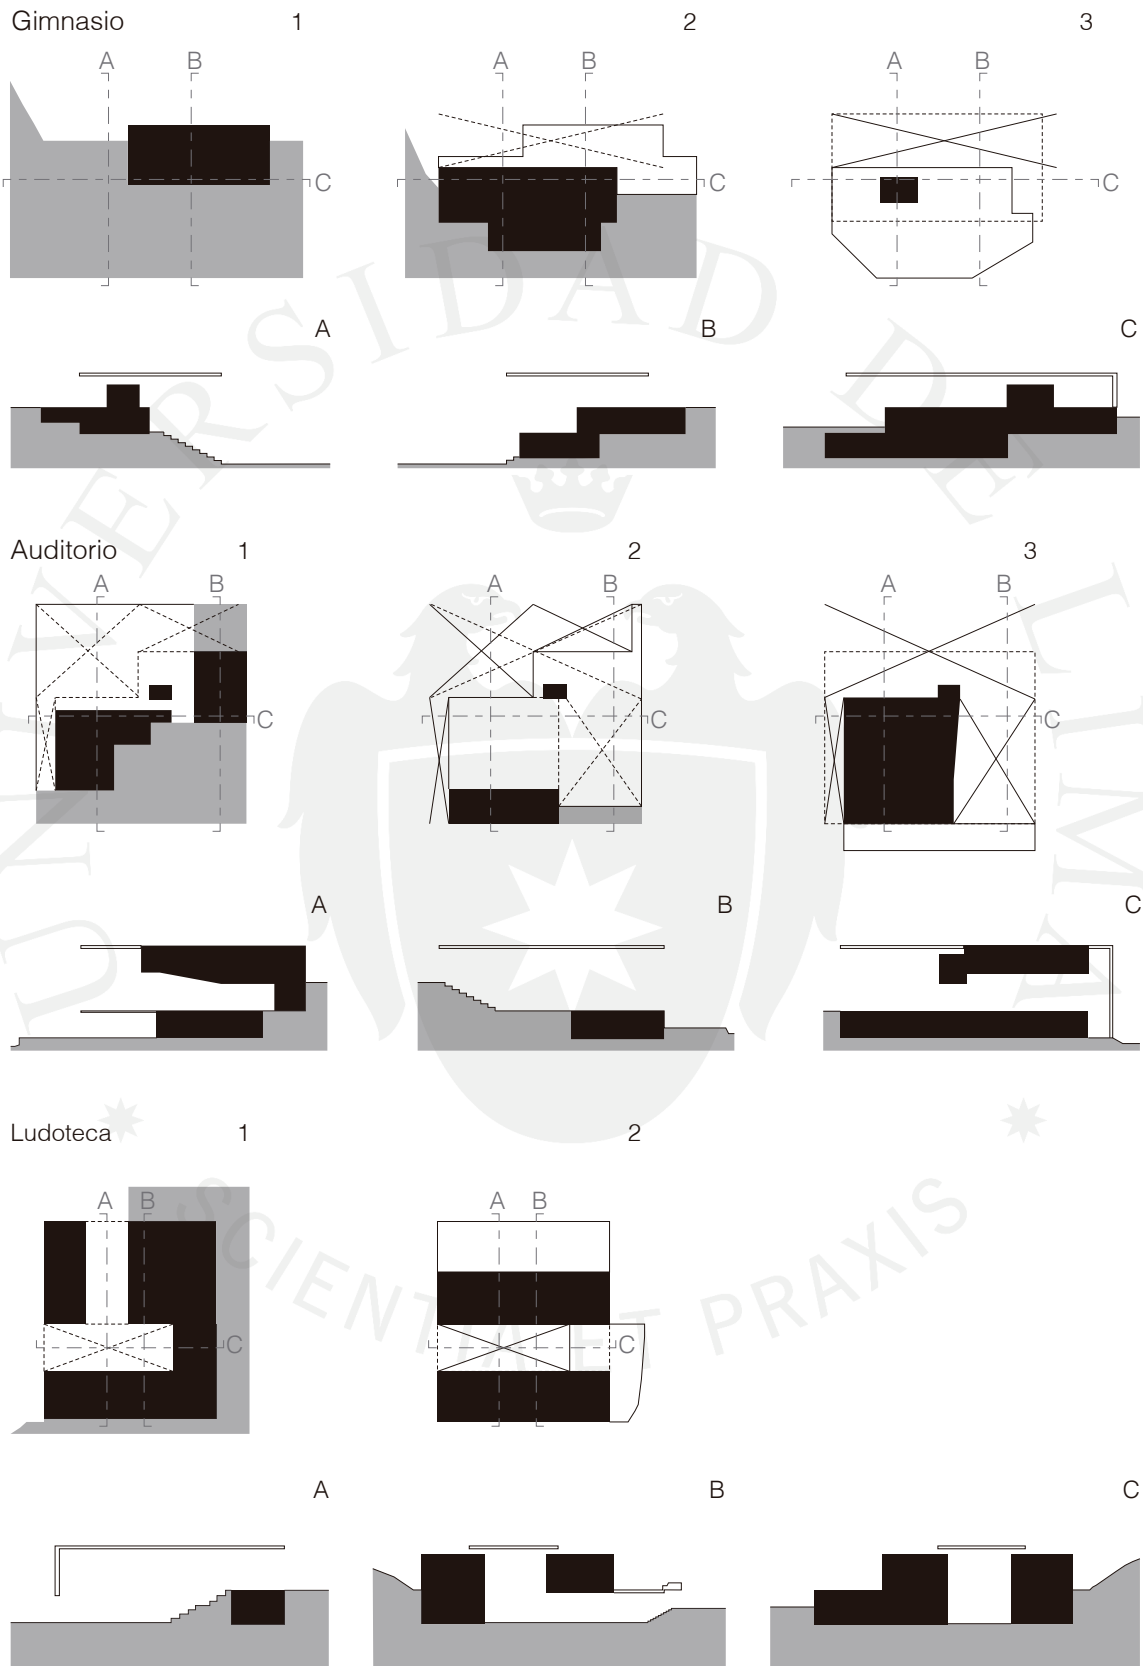 Gimnasio 1 2 3
A B A B A B
C C C
A B C
Auditorio 1 2 3
A B A B A B
C C C
A B C
Ludoteca 1 2
A B A B
C C
A B C
UNIVERSIDAD DE LIMA
SCIENTIA ET PRAXIS